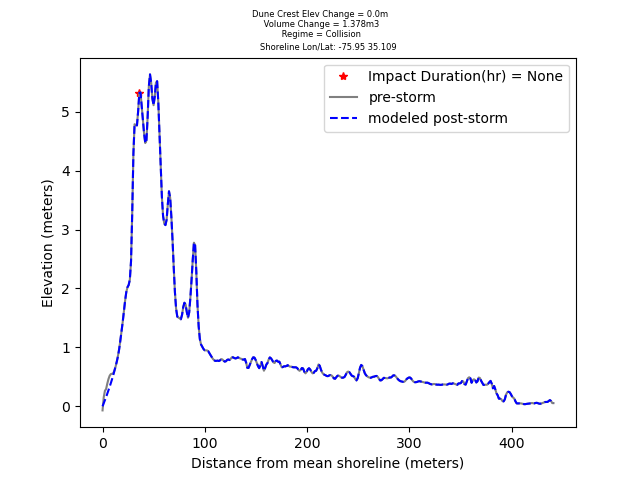 Dune Crest Elev Change = 0.0m
Volume Change = 1.378m3
Regime = Collision
Shoreline Lon/Lat: -75.95 35.109
Impact Duration(hr) = None
pre-storm
modeled post-storm
Elevation (meters)
5
4
3
2
1
0
0 100 200 300 400
Distance from mean shoreline (meters)